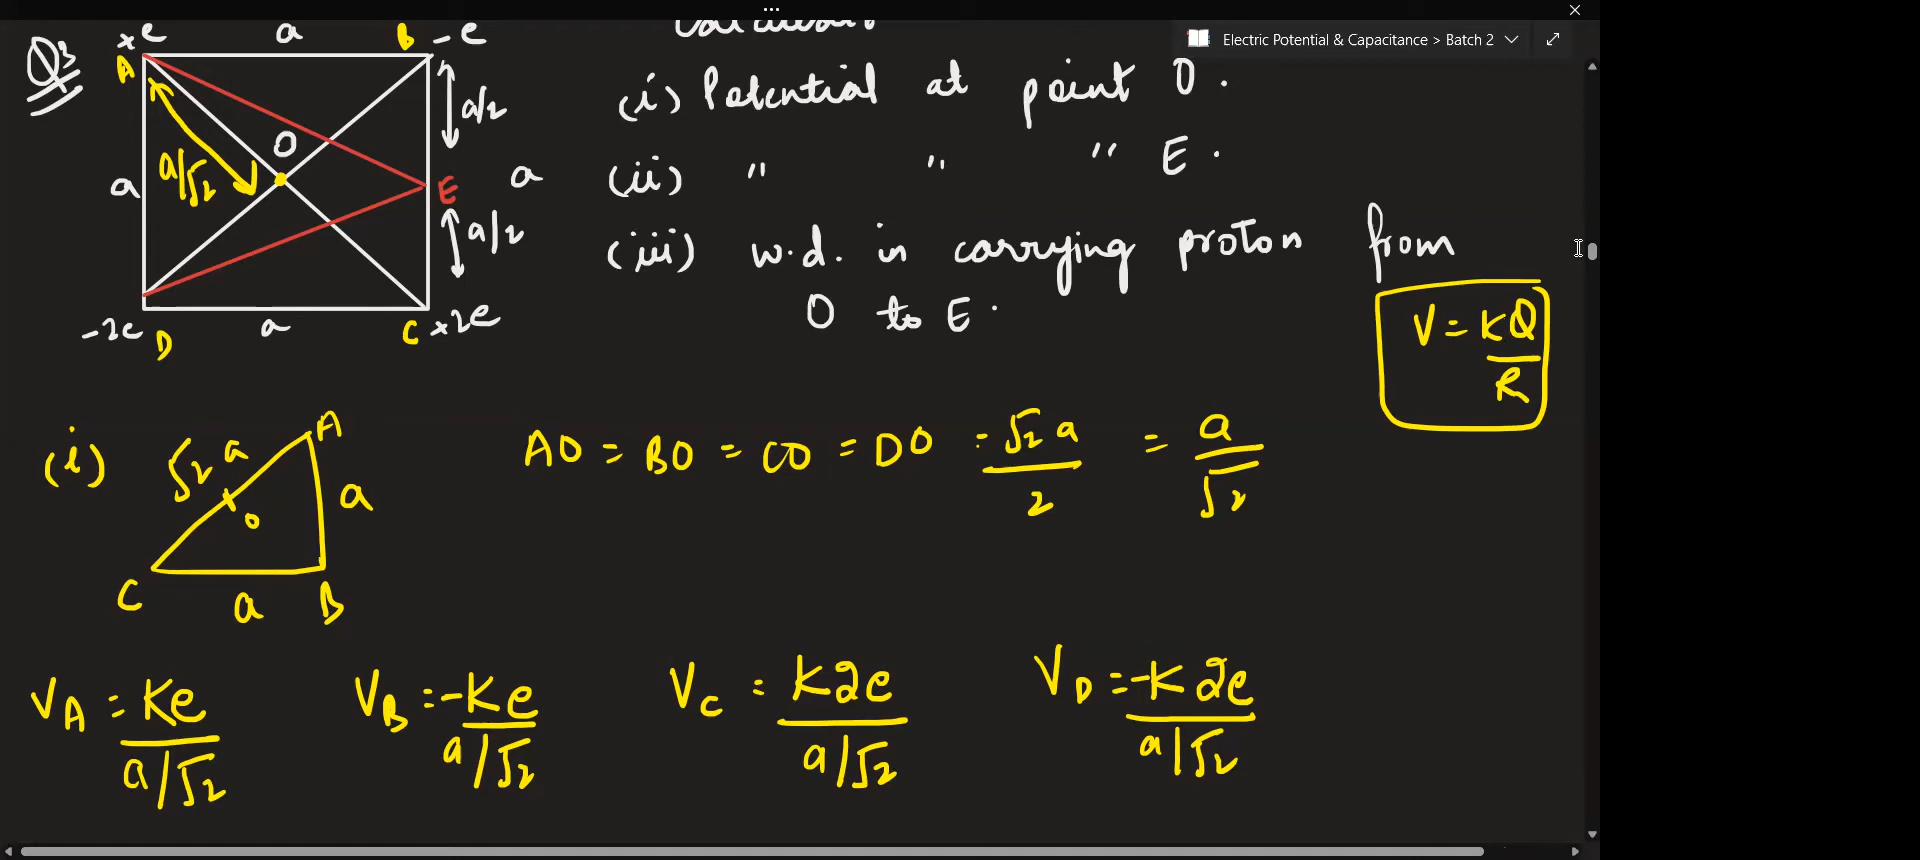 Electric Potential & Capacitance > Batch 2
Q3
+e a B -e
A
a/2
O
a/√2
a
E
a
a/2
-2e D a C +2e
(i) Potential at point O.
(ii) " " " E.
(iii) w.d. in carrying proton from
O to E.
V = KQ
R
(i) √2 a A
O a
C a B
AO = BO = CO = DO = √2 a / 2 = a / √2
V_A = Ke / a/√2 V_B = -Ke / a/√2 V_C = K2e / a/√2 V_D = -K2e / a/√2